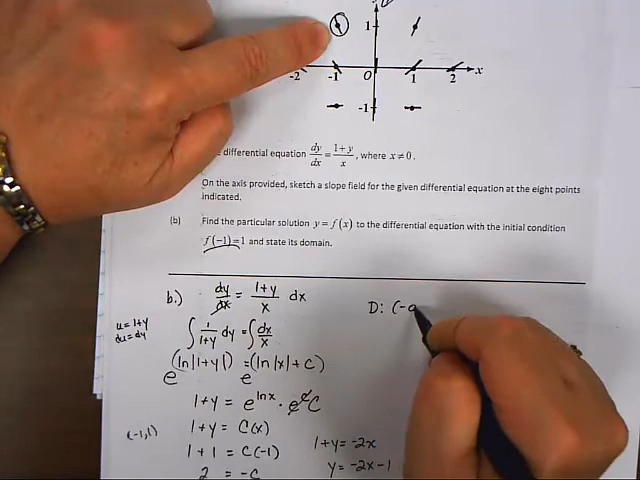 1
-2 -1 O 1 2 x
-1
differential equation dy/dx = 1+y/x, where x≠0.
On the axis provided, sketch a slope field for the given differential equation at the eight points
indicated.
(b) Find the particular solution y = f(x) to the differential equation with the initial condition
f(-1)=1 and state its domain.
b.) dy/dx = 1+y/x dx
D: (-
u = 1+y
du = dy
∫ 1/1+y dy = ∫ dx/x
e (ln|1+y|) = e (ln|x| + C)
1+y = e^lnx · e^c C
(-1,1)
1+y = C(x)
1+1 = C(-1)
2 = -C
1+y = -2x
y = -2x-1